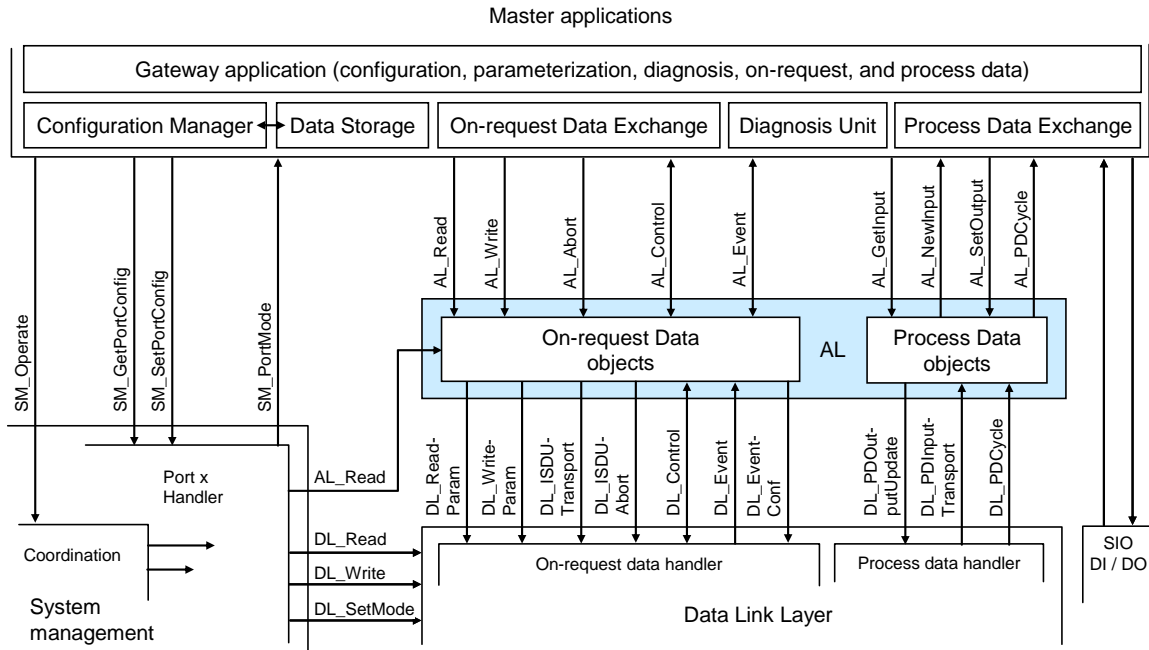 Master applications
Gateway application (configuration, parameterization, diagnosis, on-request, and process data)
Configuration Manager
Data Storage
On-request Data Exchange
Diagnosis Unit
Process Data Exchange
SM_Operate
SM_GetPortConfig
SM_SetPortConfig
SM_PortMode
AL_Read
AL_Write
AL_Abort
AL_Control
AL_Event
AL_GetInput
AL_NewInput
AL_SetOutput
AL_PDCycle
On-request Data
objects
AL
Process Data
objects
Port x
Handler
AL_Read
DL_Read-
Param
DL_Write-
Param
DL_ISDU-
Transport
DL_ISDU-
Abort
DL_Control
DL_Event
DL_Event-
Conf
DL_PDOut-
putUpdate
DL_PDInput-
Transport
DL_PDCycle
Coordination
DL_Read
DL_Write
DL_SetMode
On-request data handler
Process data handler
SIO
DI / DO
System
management
Data Link Layer